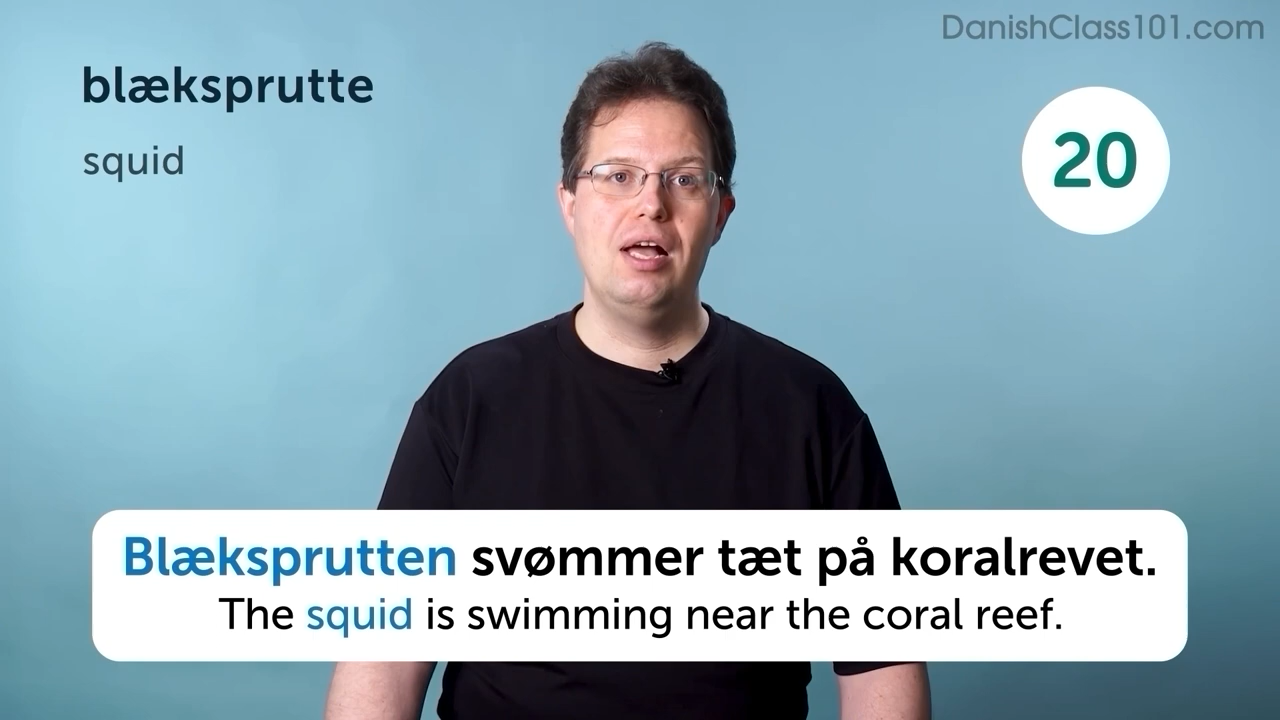 DanishClass101.com
blæksprutte
squid
20
Blæksprutten svømmer tæt på koralrevet.
The squid is swimming near the coral reef.